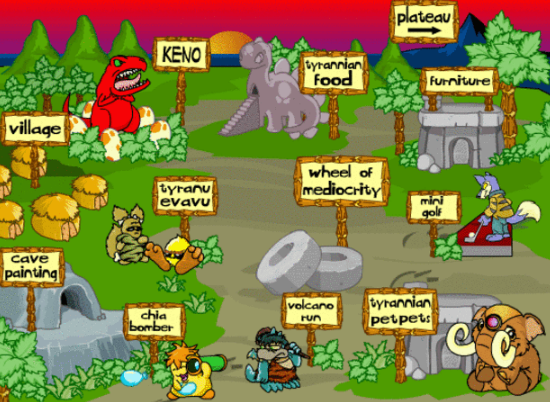 plateau
KENO
tyrannian
food
furniture
village
wheel of
mediocrity
tyranu
evavu
mini
golf
cave
painting
chia
bomber
volcano
run
tyrannian
petpets